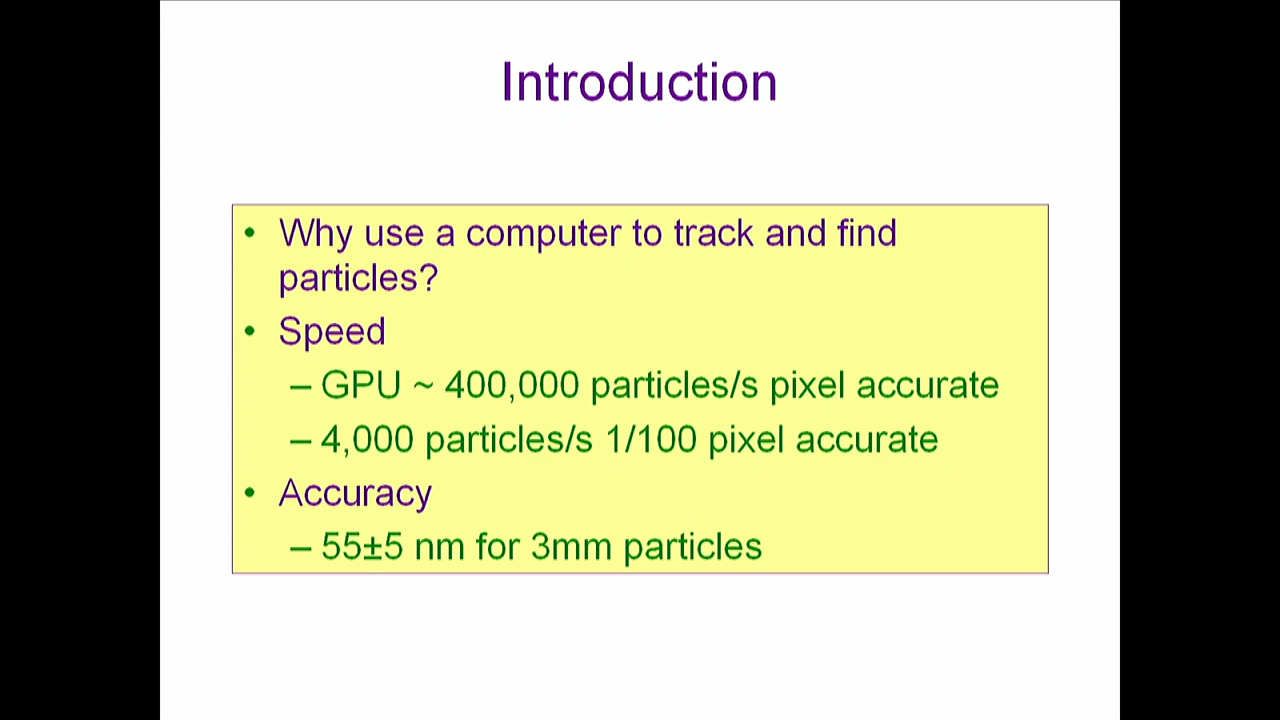 Introduction
• Why use a computer to track and find
particles?
• Speed
– GPU ~ 400,000 particles/s pixel accurate
– 4,000 particles/s 1/100 pixel accurate
• Accuracy
– 55±5 nm for 3mm particles